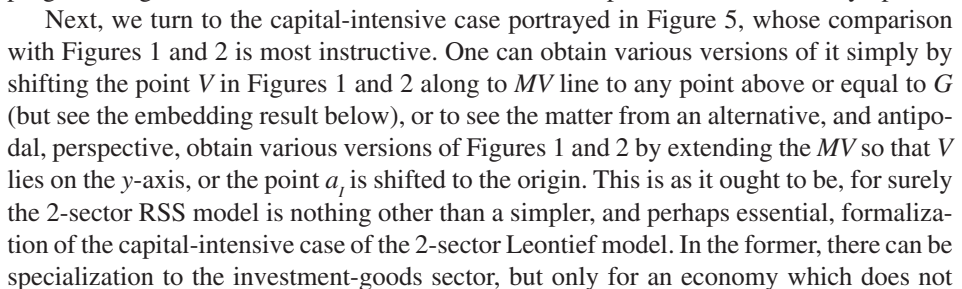 Next, we turn to the capital-intensive case portrayed in Figure 5, whose comparison
with Figures 1 and 2 is most instructive. One can obtain various versions of it simply by
shifting the point V in Figures 1 and 2 along to MV line to any point above or equal to G
(but see the embedding result below), or to see the matter from an alternative, and antipo-
dal, perspective, obtain various versions of Figures 1 and 2 by extending the MV so that V
lies on the y-axis, or the point a_I is shifted to the origin. This is as it ought to be, for surely
the 2-sector RSS model is nothing other than a simpler, and perhaps essential, formaliza-
tion of the capital-intensive case of the 2-sector Leontief model. In the former, there can be
specialization to the investment-goods sector, but only for an economy which does not